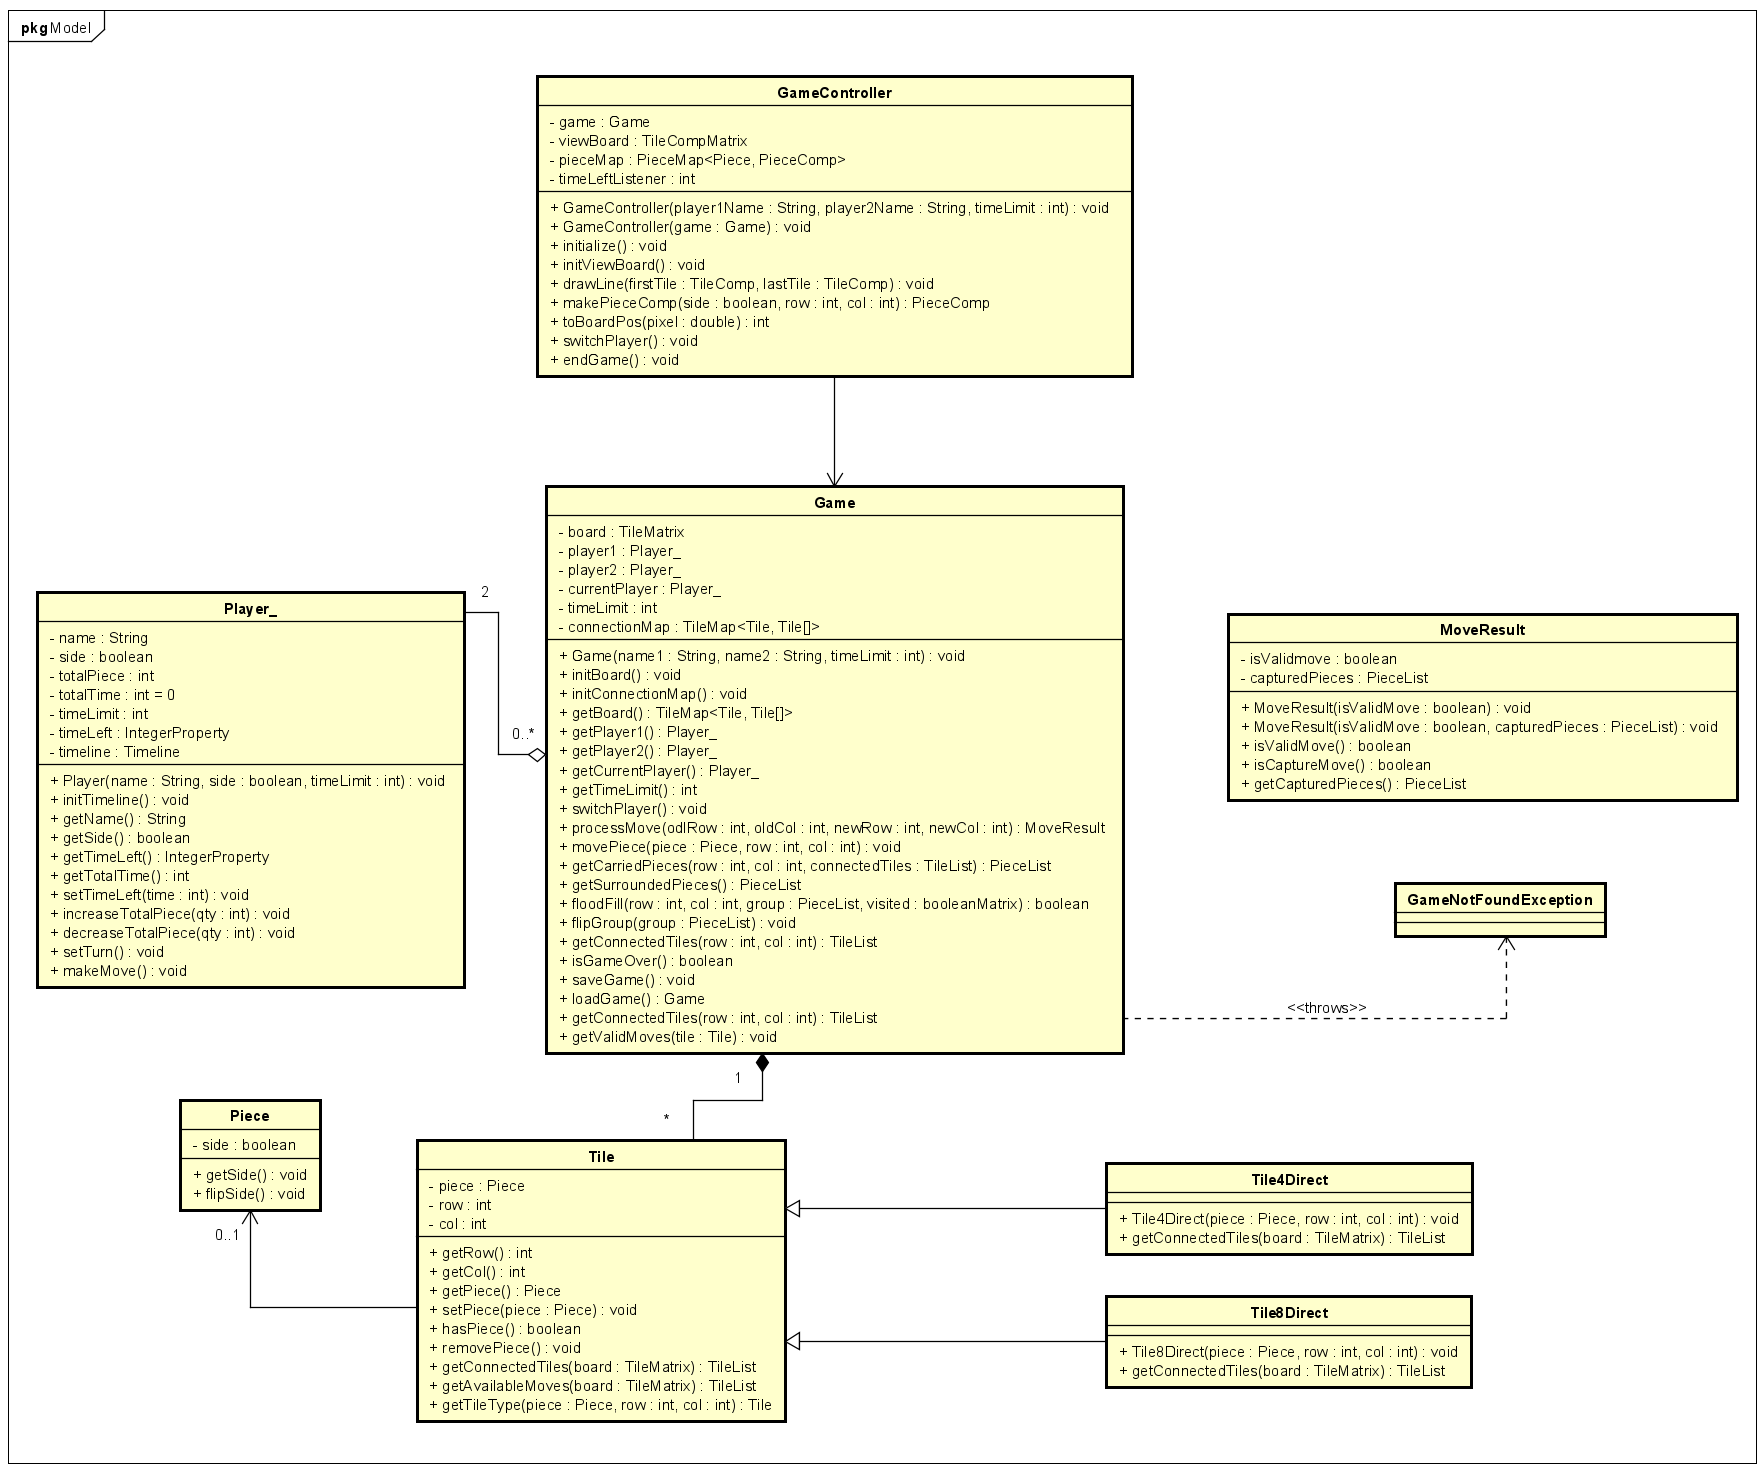 pkg Model
GameController
- game : Game
- viewBoard : TileCompMatrix
- pieceMap : PieceMap<Piece, PieceComp>
- timeLeftListener : int
+ GameController(player1Name : String, player2Name : String, timeLimit : int) : void
+ GameController(game : Game) : void
+ initialize() : void
+ initViewBoard() : void
+ drawLine(firstTile : TileComp, lastTile : TileComp) : void
+ makePieceComp(side : boolean, row : int, col : int) : PieceComp
+ toBoardPos(pixel : double) : int
+ switchPlayer() : void
+ endGame() : void
Game
- board : TileMatrix
- player1 : Player_
- player2 : Player_
- currentPlayer : Player_
- timeLimit : int
- connectionMap : TileMap<Tile, Tile[]>
+ Game(name1 : String, name2 : String, timeLimit : int) : void
+ initBoard() : void
+ initConnectionMap() : void
+ getBoard() : TileMap<Tile, Tile[]>
+ getPlayer1() : Player_
+ getPlayer2() : Player_
+ getCurrentPlayer() : Player_
+ getTimeLimit() : int
+ switchPlayer() : void
+ processMove(odlRow : int, oldCol : int, newRow : int, newCol : int) : MoveResult
+ movePiece(piece : Piece, row : int, col : int) : void
+ getCarriedPieces(row : int, col : int, connectedTiles : TileList) : PieceList
+ getSurroundedPieces() : PieceList
+ floodFill(row : int, col : int, group : PieceList, visited : booleanMatrix) : boolean
+ flipGroup(group : PieceList) : void
+ getConnectedTiles(row : int, col : int) : TileList
+ isGameOver() : boolean
+ saveGame() : void
+ loadGame() : Game
+ getConnectedTiles(row : int, col : int) : TileList
+ getValidMoves(tile : Tile) : void
2
0..*
Player_
- name : String
- side : boolean
- totalPiece : int
- totalTime : int = 0
- timeLimit : int
- timeLeft : IntegerProperty
- timeline : Timeline
+ Player(name : String, side : boolean, timeLimit : int) : void
+ initTimeline() : void
+ getName() : String
+ getSide() : boolean
+ getTimeLeft() : IntegerProperty
+ getTotalTime() : int
+ setTimeLeft(time : int) : void
+ increaseTotalPiece(qty : int) : void
+ decreaseTotalPiece(qty : int) : void
+ setTurn() : void
+ makeMove() : void
MoveResult
- isValidmove : boolean
- capturedPieces : PieceList
+ MoveResult(isValidMove : boolean) : void
+ MoveResult(isValidMove : boolean, capturedPieces : PieceList) : void
+ isValidMove() : boolean
+ isCaptureMove() : boolean
+ getCapturedPieces() : PieceList
GameNotFoundException
<<throws>>
1
*
Piece
- side : boolean
+ getSide() : void
+ flipSide() : void
0..1
Tile
- piece : Piece
- row : int
- col : int
+ getRow() : int
+ getCol() : int
+ getPiece() : Piece
+ setPiece(piece : Piece) : void
+ hasPiece() : boolean
+ removePiece() : void
+ getConnectedTiles(board : TileMatrix) : TileList
+ getAvailableMoves(board : TileMatrix) : TileList
+ getTileType(piece : Piece, row : int, col : int) : Tile
Tile4Direct
+ Tile4Direct(piece : Piece, row : int, col : int) : void
+ getConnectedTiles(board : TileMatrix) : TileList
Tile8Direct
+ Tile8Direct(piece : Piece, row : int, col : int) : void
+ getConnectedTiles(board : TileMatrix) : TileList